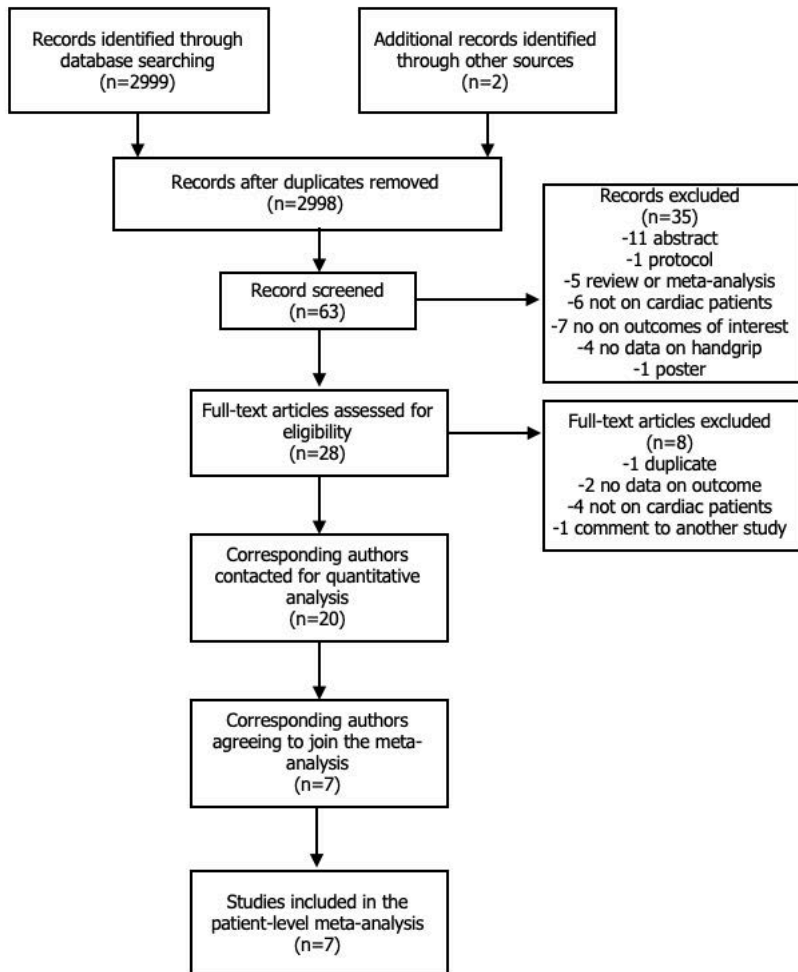 Records identified through
database searching
(n=2999)
Additional records identified
through other sources
(n=2)
Records after duplicates removed
(n=2998)
Records excluded
(n=35)
-11 abstract
-1 protocol
-5 review or meta-analysis
-6 not on cardiac patients
-7 no on outcomes of interest
-4 no data on handgrip
-1 poster
Record screened
(n=63)
Full-text articles assessed for
eligibility
(n=28)
Full-text articles excluded
(n=8)
-1 duplicate
-2 no data on outcome
-4 not on cardiac patients
-1 comment to another study
Corresponding authors
contacted for quantitative
analysis
(n=20)
Corresponding authors
agreeing to join the meta-
analysis
(n=7)
Studies included in the
patient-level meta-analysis
(n=7)